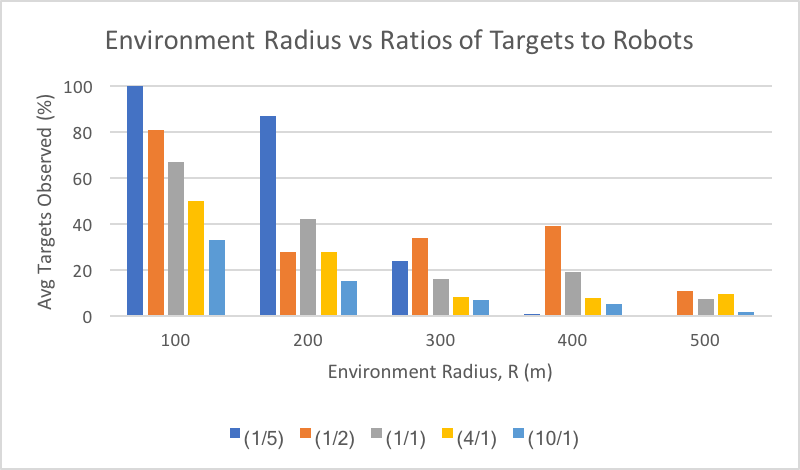 Environment Radius vs Ratios of Targets to Robots
Avg Targets Observed (%)
100
80
60
40
20
0
100 200 300 400 500
Environment Radius, R (m)
(1/5) (1/2) (1/1) (4/1) (10/1)